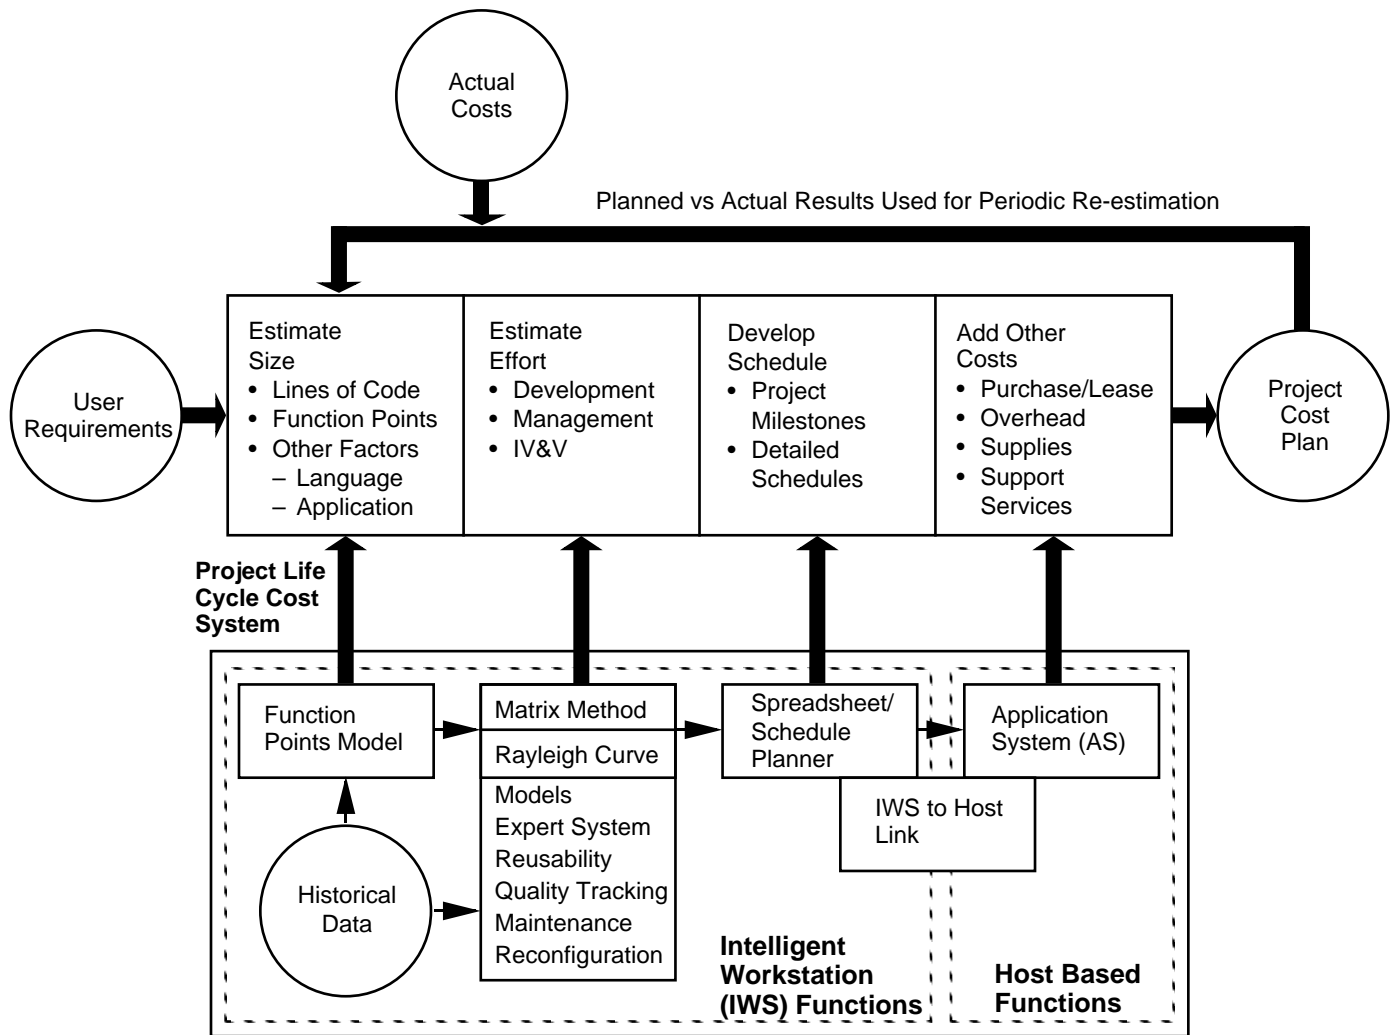 Actual
Costs
Planned vs Actual Results Used for Periodic Re-estimation
User
Requirements
Estimate
Size
• Lines of Code
• Function Points
• Other Factors
– Language
– Application
Estimate
Effort
• Development
• Management
• IV&V
Develop
Schedule
• Project
Milestones
• Detailed
Schedules
Add Other
Costs
• Purchase/Lease
• Overhead
• Supplies
• Support
Services
Project
Cost
Plan
Project Life
Cycle Cost
System
Function
Points Model
Matrix Method
Rayleigh Curve
Models
Expert System
Reusability
Quality Tracking
Maintenance
Reconfiguration
Spreadsheet/
Schedule
Planner
Application
System (AS)
IWS to Host
Link
Historical
Data
Intelligent
Workstation
(IWS) Functions
Host Based
Functions